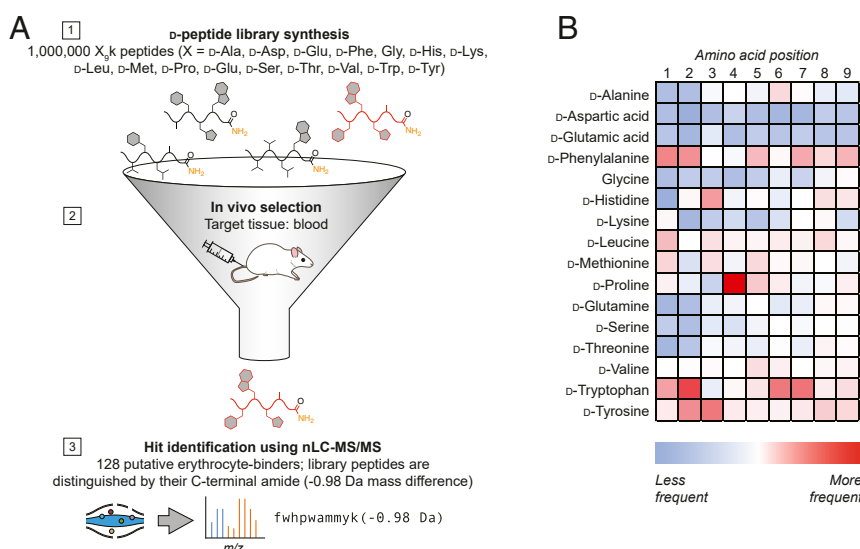 A
1
D-peptide library synthesis
1,000,000 X9k peptides (X = D-Ala, D-Asp, D-Glu, D-Phe, Gly, D-His, D-Lys,
D-Leu, D-Met, D-Pro, D-Glu, D-Ser, D-Thr, D-Val, D-Trp, D-Tyr)
O
NH2
O
NH2
O
NH2
O
NH2
2
In vivo selection
Target tissue: blood
O
NH2
3
Hit identification using nLC-MS/MS
128 putative erythrocyte-binders; library peptides are
distinguished by their C-terminal amide (-0.98 Da mass difference)
fwhpwammyk(-0.98 Da)
m/z
B
Amino acid position
1 2 3 4 5 6 7 8 9
D-Alanine
D-Aspartic acid
D-Glutamic acid
D-Phenylalanine
Glycine
D-Histidine
D-Lysine
D-Leucine
D-Methionine
D-Proline
D-Glutamine
D-Serine
D-Threonine
D-Valine
D-Tryptophan
D-Tyrosine
Less More
frequent frequent